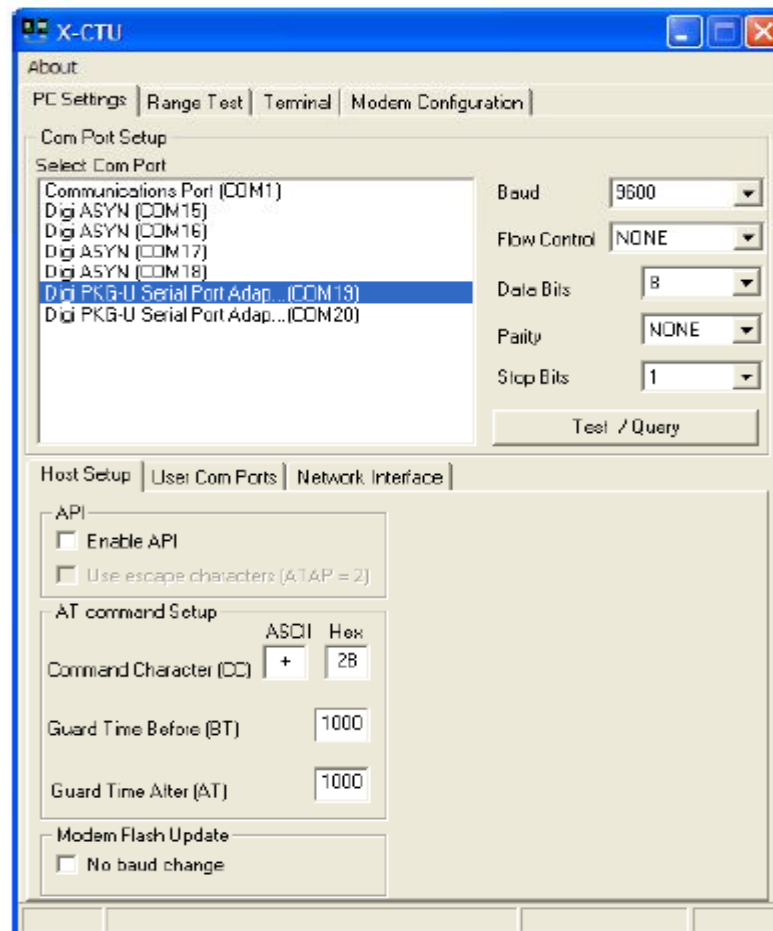 X-CTU
About
PC Settings Range Test Terminal Modem Configuration
Com Port Setup
Select Com Port
Communications Port (COM1)
Digi ASYN (COM15)
Digi ASYN (COM16)
Digi ASYN (COM17)
Digi ASYN (COM18)
Digi PKG-U Serial Port Adap...(COM19)
Digi PKG-U Serial Port Adap...(COM20)
Baud 9600
Flow Control NONE
Data Bits 8
Parity NONE
Stop Bits 1
Test / Query
Host Setup User Com Ports Network Interface
API
Enable API
Use escape characters (ATAP = 2)
AT command Setup
ASCII Hex
Command Character (CC) + 2B
Guard Time Before (BT) 1000
Guard Time After (AT) 1000
Modem Flash Update
No baud change